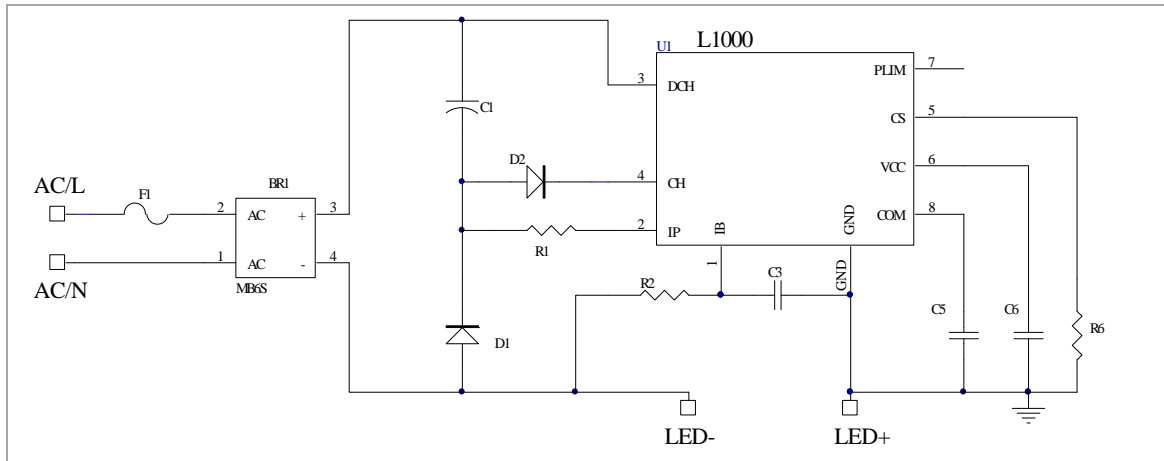 U1
L1000
PLIM
7
3
DCH
C1
CS
5
D2
VCC
6
4
CH
AC/L
F1
BR1
COM
8
2
AC
+
3
2
IP
IB
GND
R1
1
AC
-
4
1
GND
C3
AC/N
MB6S
R2
C5
C6
R6
D1
LED-
LED+